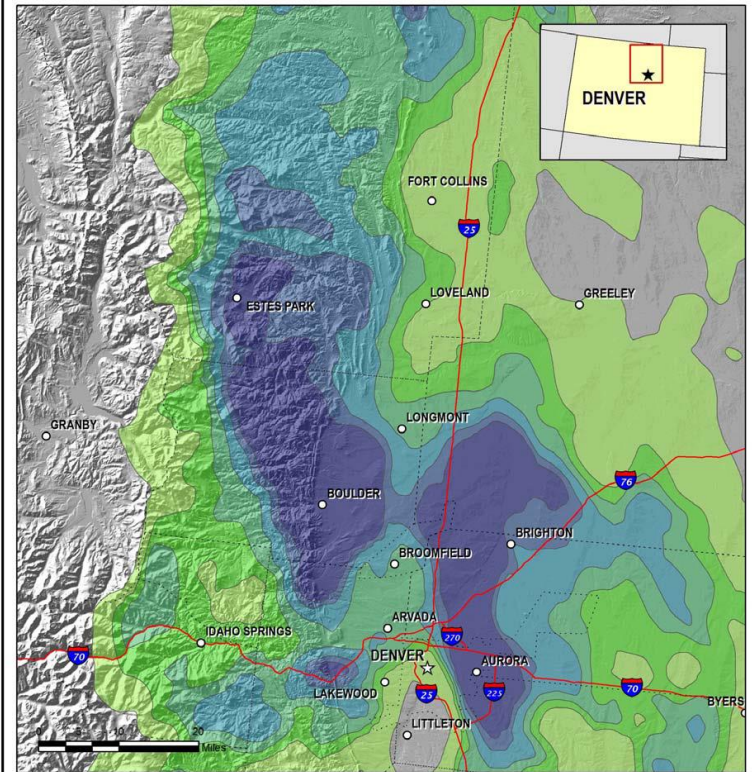 DENVER
FORT COLLINS
25
ESTES PARK
LOVELAND
GREELEY
GRANBY
LONGMONT
76
BOULDER
BRIGHTON
BROOMFIELD
ARVADA
IDAHO SPRINGS
270
70
DENVER
AURORA
LAKEWOOD
25
225
70
BYERS
LITTLETON
0
10
20
Miles